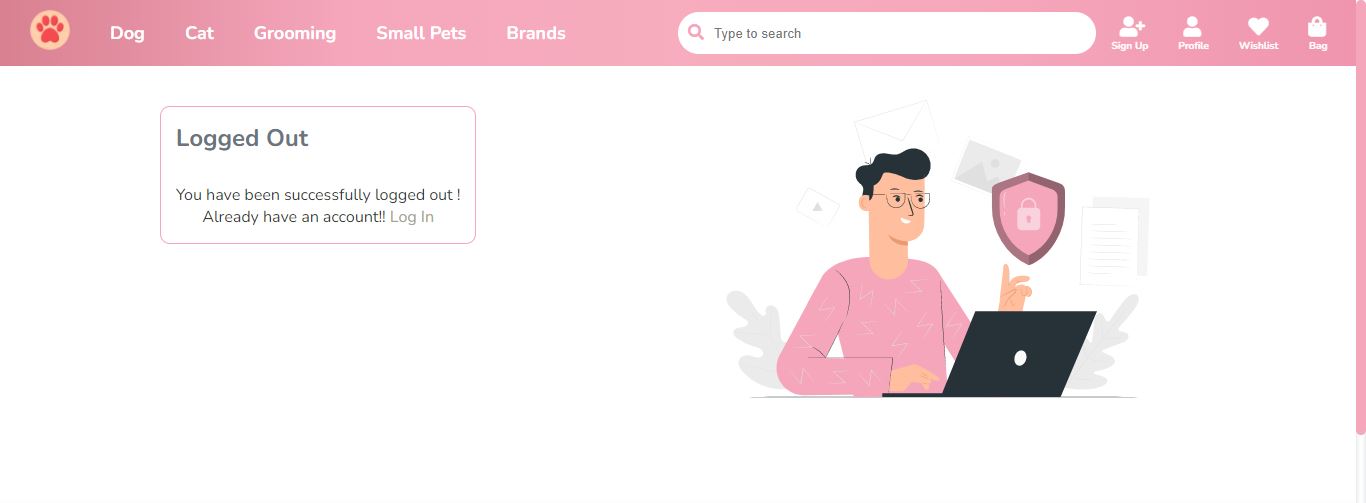 Dog Cat Grooming Small Pets Brands Type to search Sign Up Profile Wishlist Bag
Logged Out
You have been successfully logged out !
Already have an account!! Log In